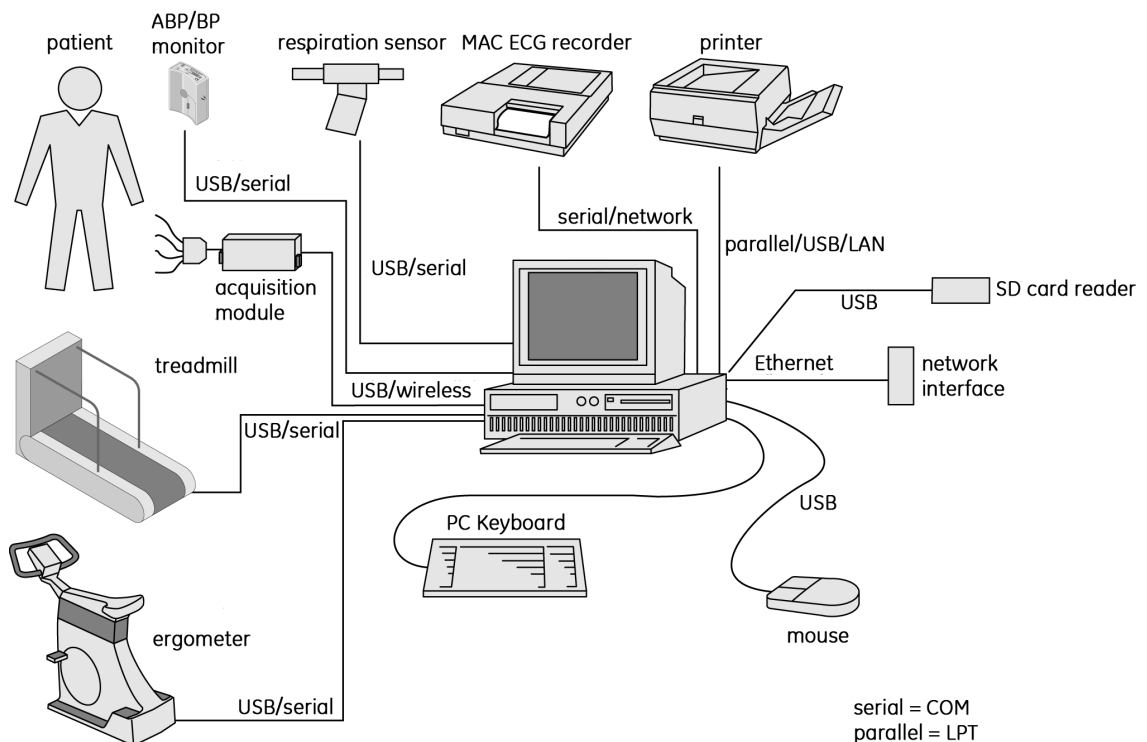 patient
ABP/BP
monitor
respiration sensor
MAC ECG recorder
printer
USB/serial
serial/network
parallel/USB/LAN
USB/serial
acquisition
module
SD card reader
USB
treadmill
Ethernet
network
interface
USB/wireless
USB/serial
USB
PC Keyboard
ergometer
mouse
USB/serial
serial = COM
parallel = LPT